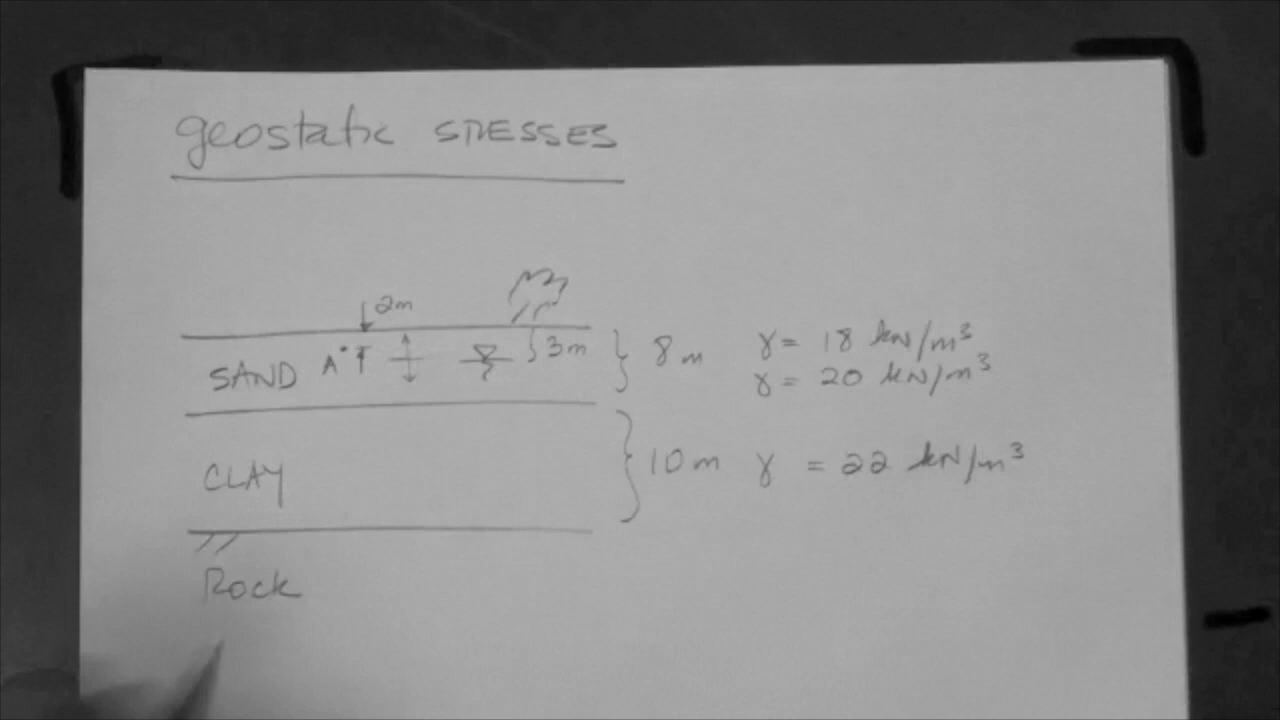 geostatic STRESSES
2m
SAND A 3m 8m γ = 18 kN/m³
γ = 20 kN/m³
CLAY 10m γ = 22 kN/m³
Rock